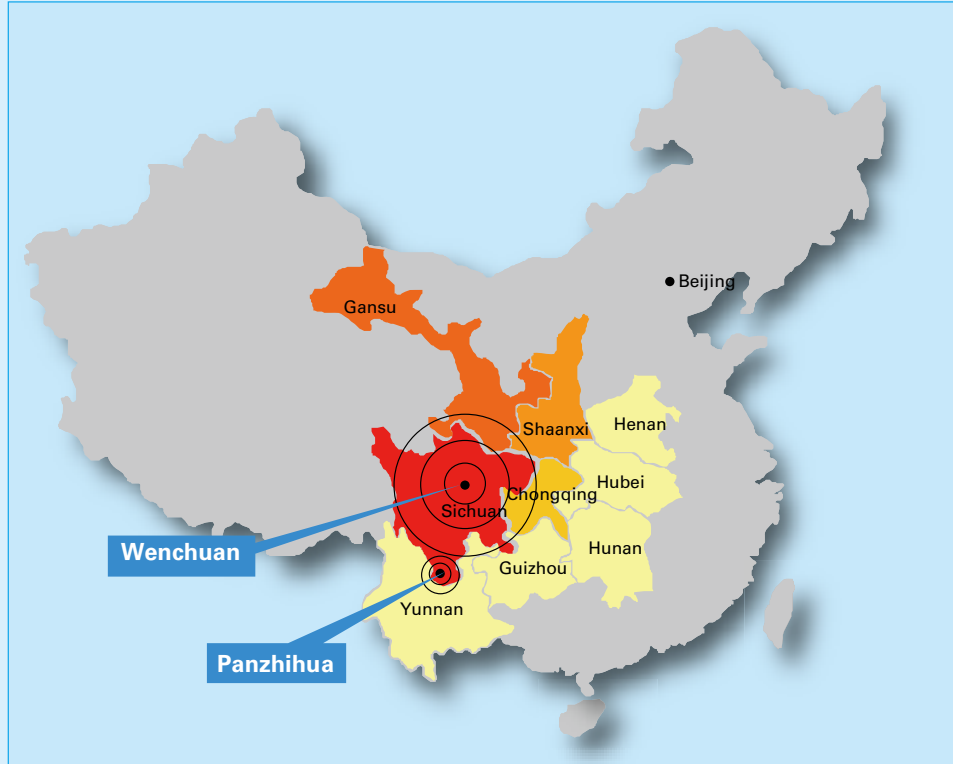 Beijing
Gansu
Shaanxi
Henan
Hubei
Chongqing
Sichuan
Wenchuan
Hunan
Guizhou
Yunnan
Panzhihua